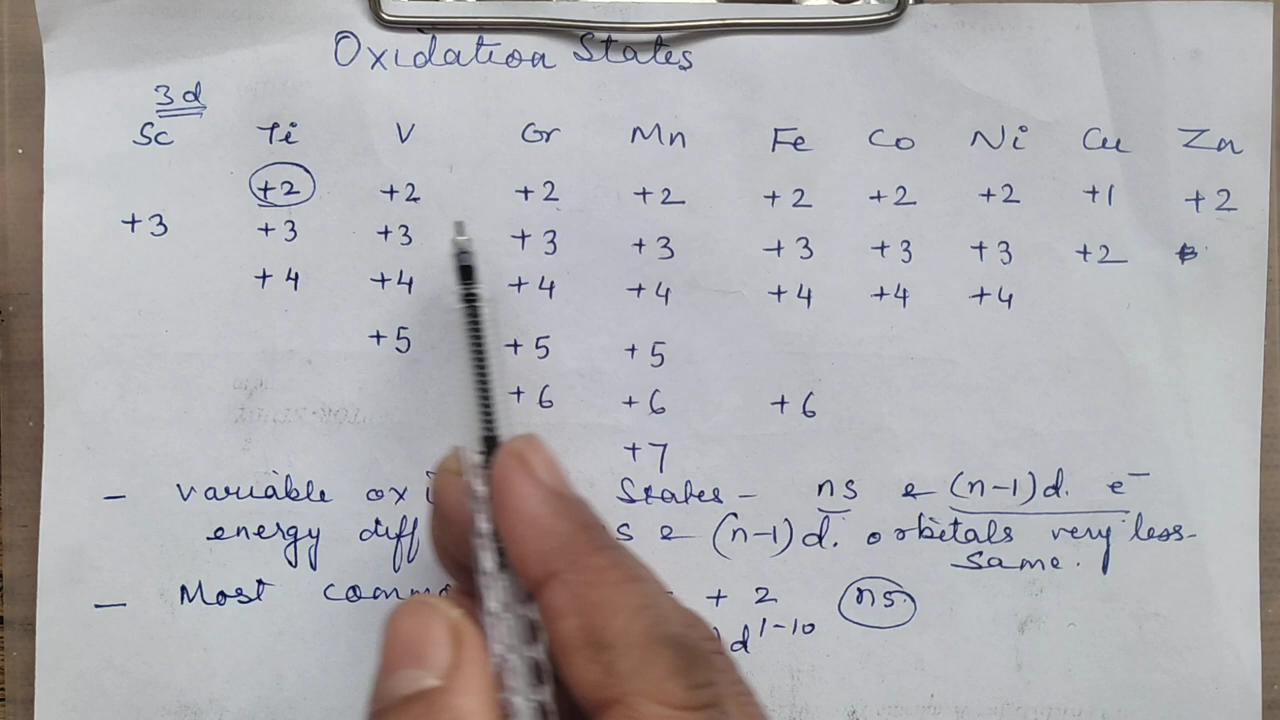 Oxidation States
3d
Sc Ti V Cr Mn Fe Co Ni Cu Zn
+2 +2 +2 +2 +2 +2 +2 +1 +2
+3 +3 +3 +3 +3 +3 +3 +3 +2
+4 +4 +4 +4 +4 +4 +4
+5 +5 +5
+6 +6 +6
+7
- variable States - ns & (n-1)d. e⁻
energy & (n-1)d. orbitals very less-
same.
- Most + 2 ns.
d¹⁻¹⁰